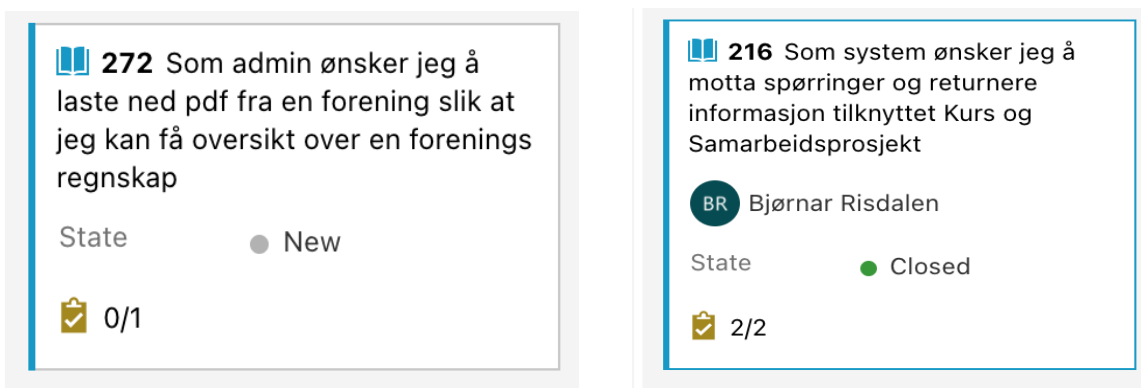 272 Som admin ønsker jeg å
laste ned pdf fra en forening slik at
jeg kan få oversikt over en forenings
regnskap
State
New
0/1
216 Som system ønsker jeg å
motta spørringer og returnere
informasjon tilknyttet Kurs og
Samarbeidsprosjekt
BR Bjørnar Risdalen
State
Closed
2/2